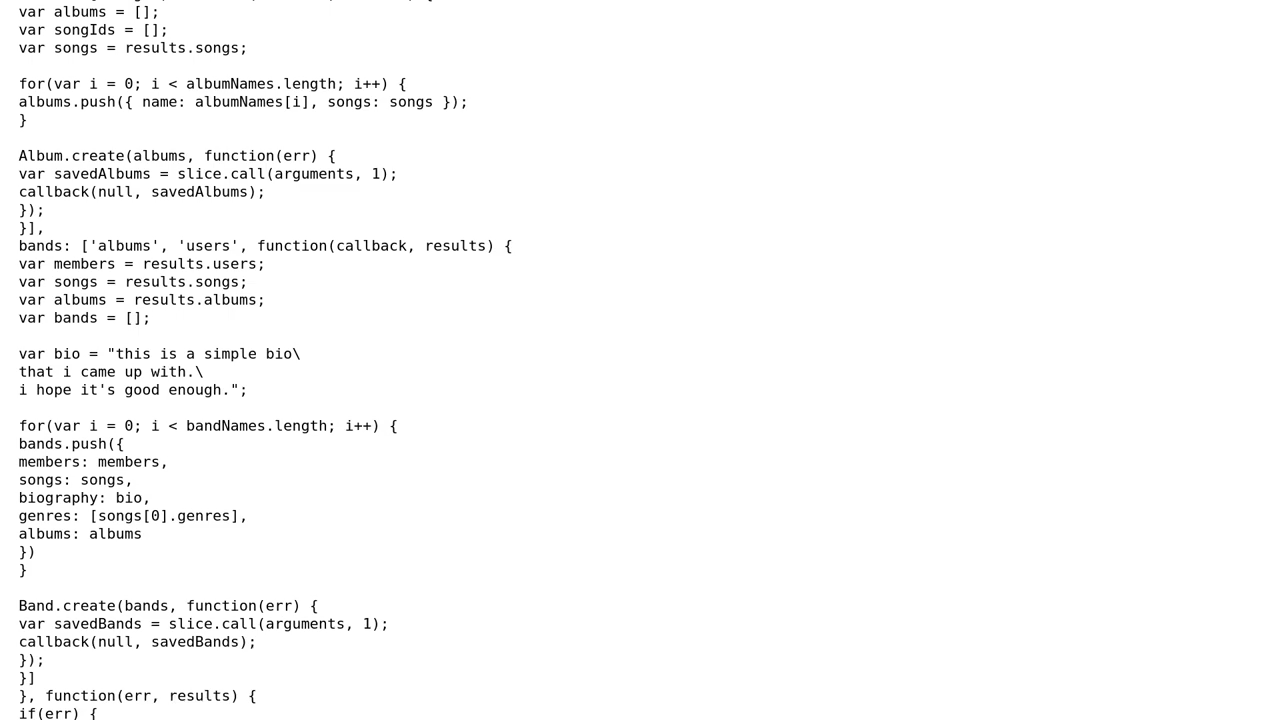 var albums = [];
var songIds = [];
var songs = results.songs;

for(var i = 0; i < albumNames.length; i++) {
albums.push({ name: albumNames[i], songs: songs });
}

Album.create(albums, function(err) {
var savedAlbums = slice.call(arguments, 1);
callback(null, savedAlbums);
});
}],
bands: ['albums', 'users', function(callback, results) {
var members = results.users;
var songs = results.songs;
var albums = results.albums;
var bands = [];

var bio = "this is a simple bio\
that i came up with.\
i hope it's good enough.";

for(var i = 0; i < bandNames.length; i++) {
bands.push({
members: members,
songs: songs,
biography: bio,
genres: [songs[0].genres],
albums: albums
})
}

Band.create(bands, function(err) {
var savedBands = slice.call(arguments, 1);
callback(null, savedBands);
});
}]
}, function(err, results) {
if(err) {